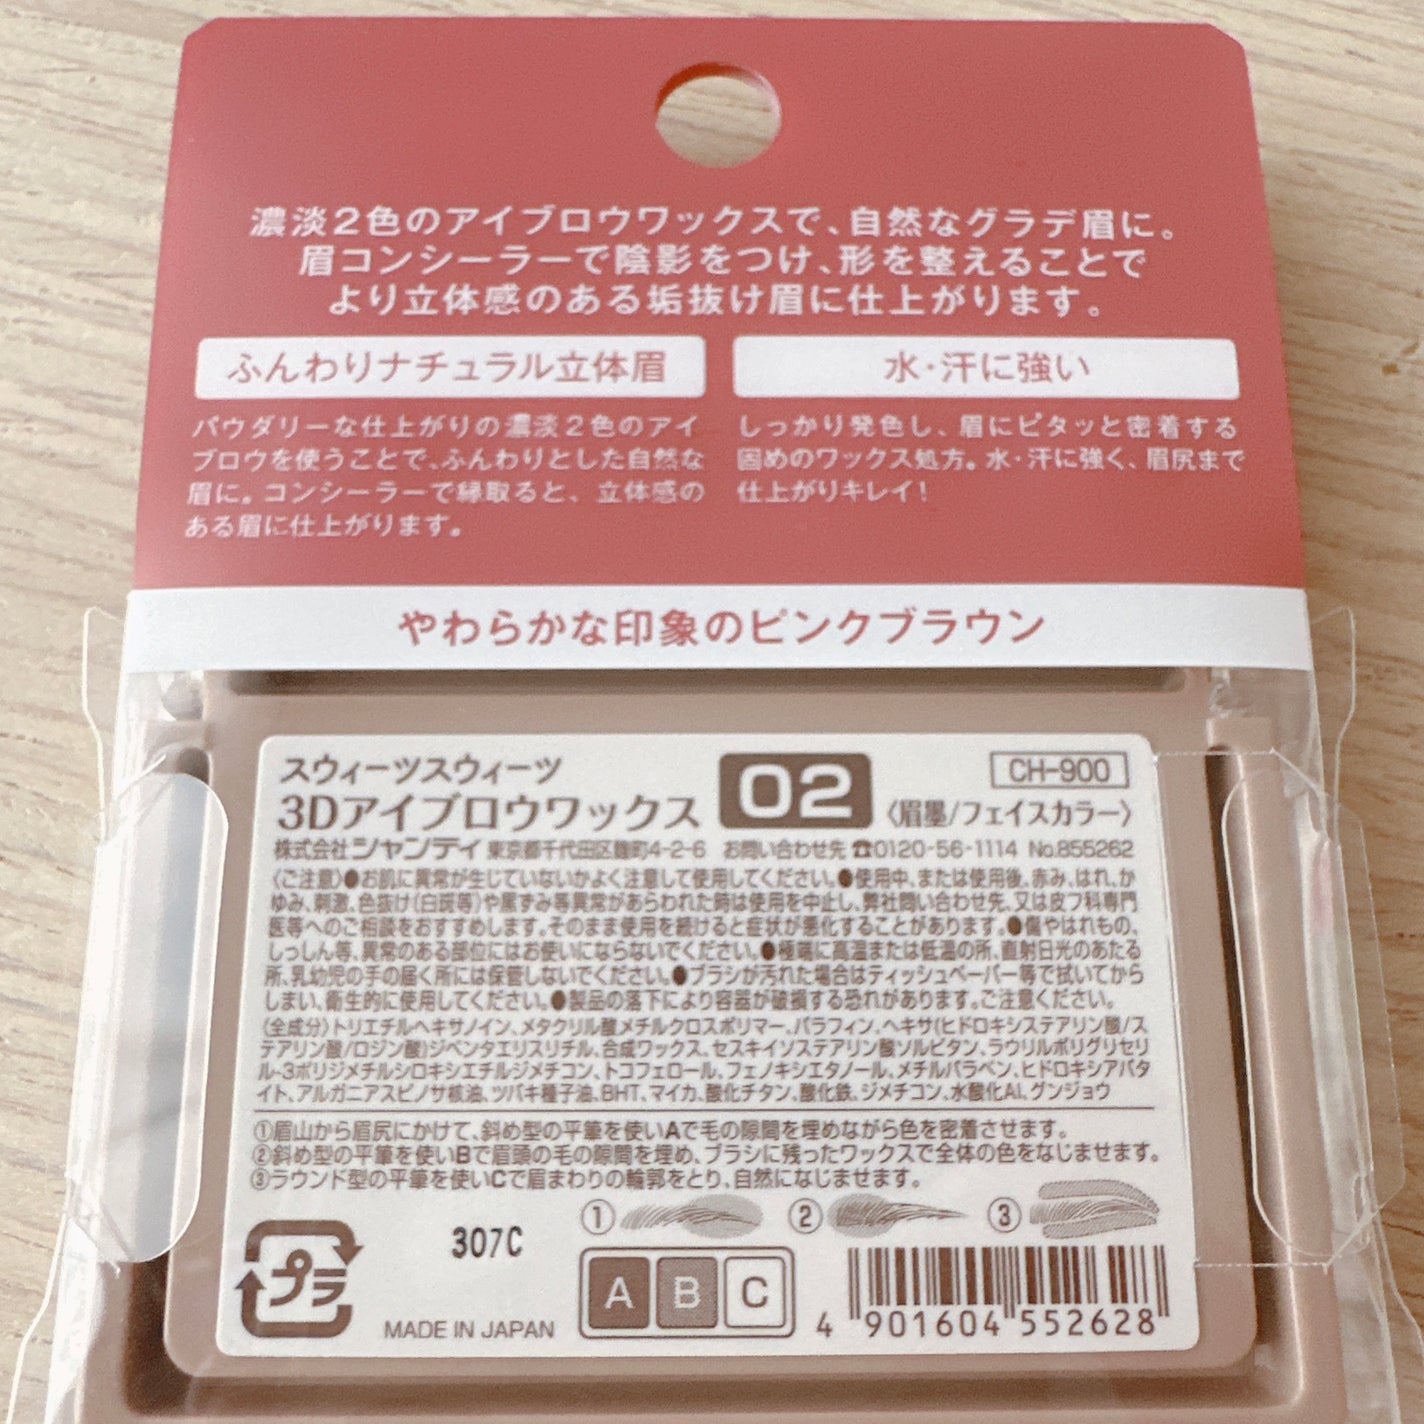 濃淡2色のアイブロウワックスで、自然なグラデ眉に。
眉コンシーラーで陰影をつけ、形を整えることで
より立体感のある垢抜け眉に仕上がります。
ふんわりナチュラル立体眉
パウダリーな仕上がりの濃淡2色のアイ
ブロウを使うことで、ふんわりとした自然な
眉に。コンシーラーで縁取ると、立体感の
ある眉に仕上がります。
水・汗に強い
しっかり発色し、眉にピタッと密着する
固めのワックス処方。水・汗に強く、眉尻まで
仕上がりキレイ!
やわらかな印象のピンクブラウン
スウィーツスウィーツ
3Dアイブロウワックス
02
CH-900
〈眉墨/フェイスカラー〉
株式会社シャンティ 東京都千代田区麹町4-2-6 お問い合わせ先☎0120-56-1114 No.855262
〈ご注意〉●お肌に異常が生じていないかよく注意して使用してください。●使用中、または使用後、赤み、はれ、か
ゆみ、刺激、色抜け(白斑等)や黒ずみ等異常があらわれた時は使用を中止し、弊社問い合わせ先、又は皮フ科専門
医等へのご相談をおすすめします。そのまま使用を続けると症状が悪化することがあります。●傷やはれもの、
しっしん等、異常のある部位にはお使いにならないでください。●極端に高温または低温の所、直射日光のあたる
所、乳幼児の手の届く所には保管しないでください。●ブラシが汚れた場合はティッシュペーパー等で拭いてから
しまい、衛生的に使用してください。●製品の落下により容器が破損する恐れがあります。ご注意ください。
〈全成分〉トリエチルヘキサノイン、メタクリル酸メチルクロスポリマー、パラフィン、ヘキサ(ヒドロキシステアリン酸/ス
テアリン酸/ロジン酸)ジペンタエリスリチル、合成ワックス、セスキイソステアリン酸ソルビタン、ラウリルポリグリセリ
ル-3ポリジメチルシロキシエチルジメチコン、トコフェロール、フェノキシエタノール、メチルパラベン、ヒドロキシアパタ
イト、アルガニアスピノサ核油、ツバキ種子油、BHT、マイカ、酸化チタン、酸化鉄、ジメチコン、水酸化Al、グンジョウ
①眉山から眉尻にかけて、斜め型の平筆を使いAで毛の隙間を埋めながら色を密着させます。
②斜め型の平筆を使いBで眉頭の毛の隙間を埋め、ブラシに残ったワックスで全体の色をなじませます。
③ラウンド型の平筆を使いCで眉まわりの輪郭をとり、自然になじませます。
① ② ③
プラ
307C
MADE IN JAPAN
A B C
4 901604 552628